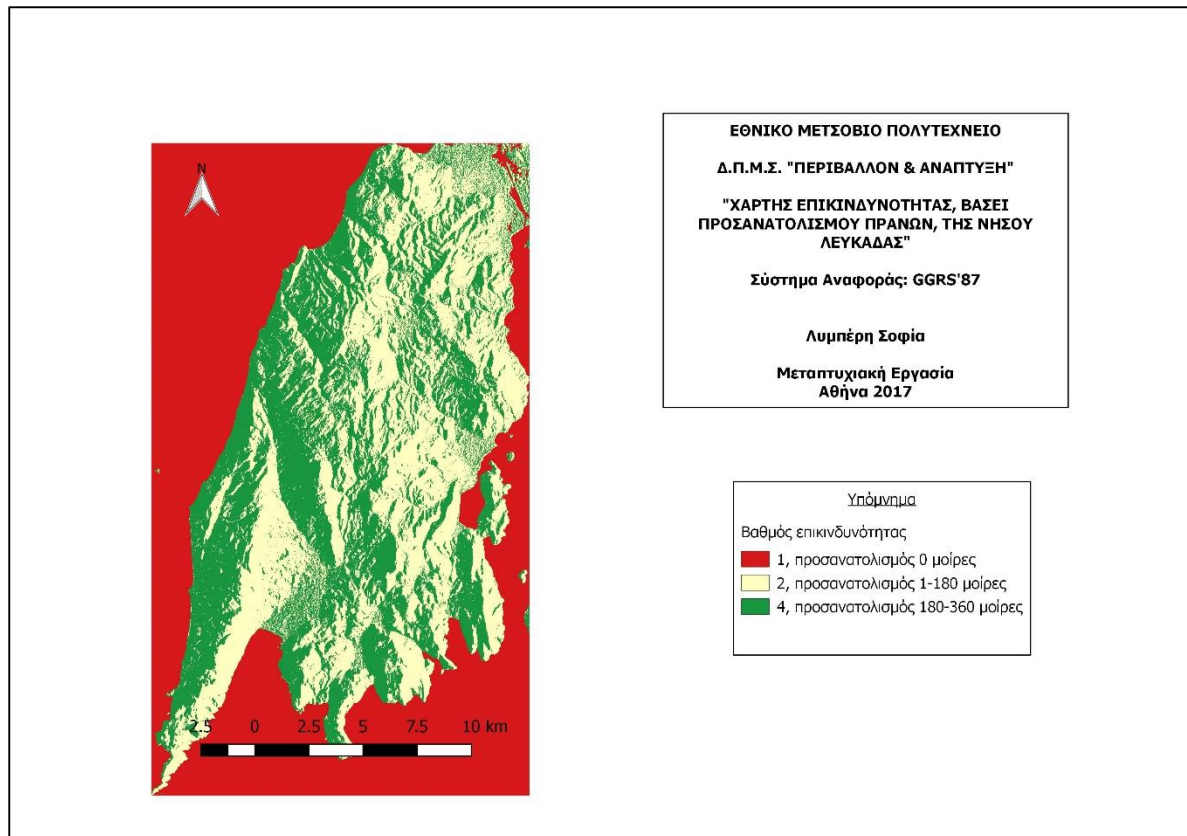 N
2.5 0 2.5 5 7.5 10 km
ΕΘΝΙΚΟ ΜΕΤΣΟΒΙΟ ΠΟΛΥΤΕΧΝΕΙΟ
Δ.Π.Μ.Σ. "ΠΕΡΙΒΑΛΛΟΝ & ΑΝΑΠΤΥΞΗ"
"ΧΑΡΤΗΣ ΕΠΙΚΙΝΔΥΝΟΤΗΤΑΣ, ΒΑΣΕΙ
ΠΡΟΣΑΝΑΤΟΛΙΣΜΟΥ ΠΡΑΝΩΝ, ΤΗΣ ΝΗΣΟΥ
ΛΕΥΚΑΔΑΣ"
Σύστημα Αναφοράς: GGRS'87
Λυμπέρη Σοφία
Μεταπτυχιακή Εργασία
Αθήνα 2017
Υπόμνημα
Βαθμός επικινδυνότητας
1, προσανατολισμός 0 μοίρες
2, προσανατολισμός 1-180 μοίρες
4, προσανατολισμός 180-360 μοίρες